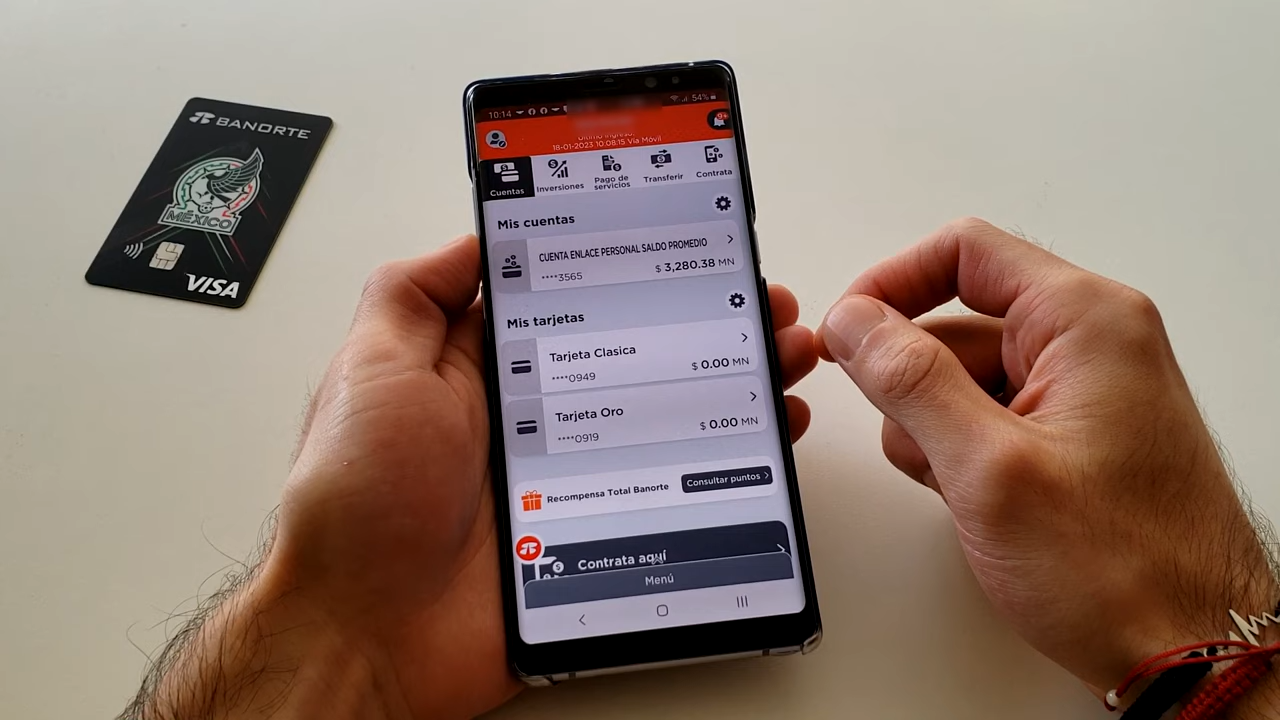 BANORTE
MÉXICO
VISA
10:14
54%
Último Ingreso:
18-01-2023 10:08:15 Via Móvil
9+
Cuentas
Inversiones
Pago de
servicios
Transferir
Contrata
Mis cuentas
CUENTA ENLACE PERSONAL SALDO PROMEDIO
****3565
$ 3,280.38 MN
Mis tarjetas
Tarjeta Clasica
****0949
$ 0.00 MN
Tarjeta Oro
****0919
$ 0.00 MN
Recompensa Total Banorte
Consultar puntos
Contrata aquí
Menú